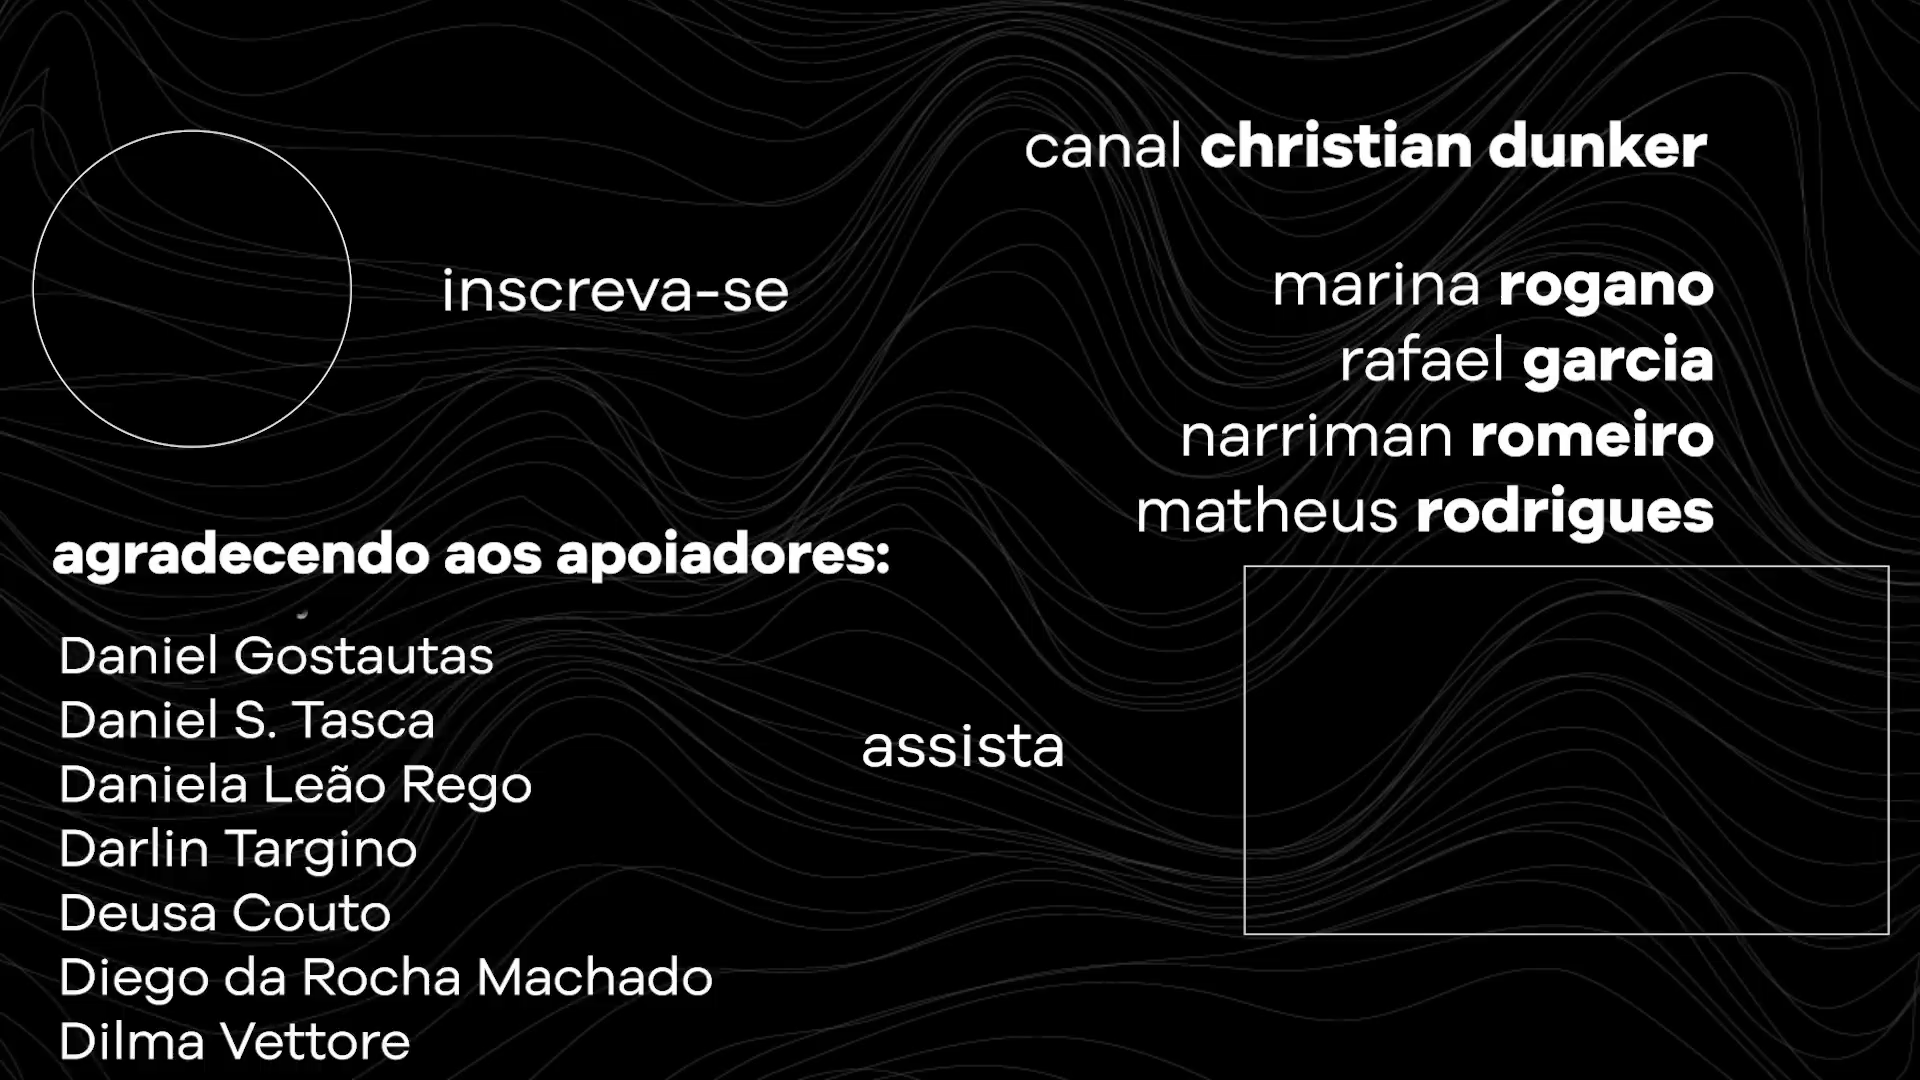 canal christian dunker
inscreva-se
marina rogano
rafael garcia
narriman romeiro
matheus rodrigues
agradecendo aos apoiadores:
Daniel Gostautas
Daniel S. Tasca
Daniela Leão Rego
Darlin Targino
Deusa Couto
Diego da Rocha Machado
Dilma Vettore
assista